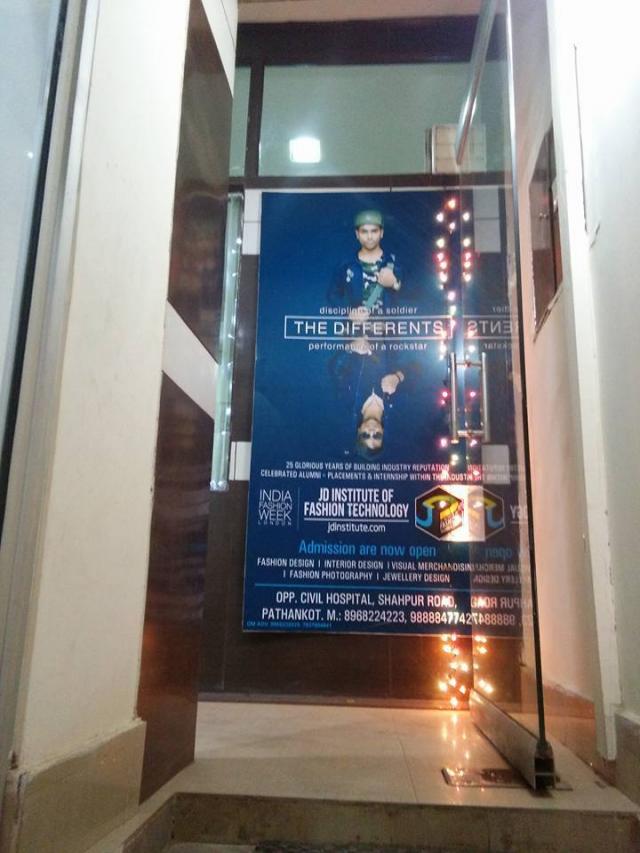 discipline of a soldier
THE DIFFERENTS
performance of a rockstar
25 GLORIOUS YEARS OF BUILDING INDUSTRY REPUTATION
CELEBRATED ALUMNI - PLACEMENTS & INTERNSHIP WITHIN THE INDUSTRY
INDIA
FASHION
WEEK
LONDON
JD INSTITUTE OF
FASHION TECHNOLOGY
jdinstitute.com
Admission are now open
FASHION DESIGN I INTERIOR DESIGN I VISUAL MERCHANDISING
I FASHION PHOTOGRAPHY I JEWELLERY DESIGN
OPP. CIVIL HOSPITAL, SHAHPUR ROAD,
PATHANKOT. M.: 8968224223,